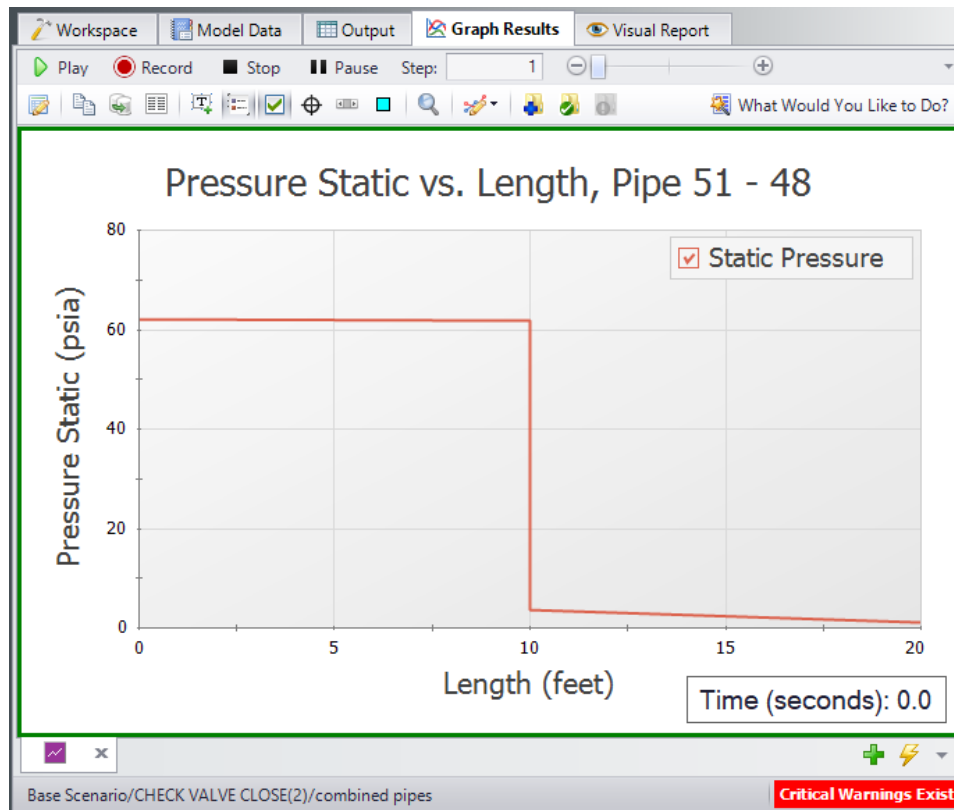 Workspace Model Data Output Graph Results Visual Report
Play Record Stop Pause Step: 1
What Would You Like to Do?
Pressure Static vs. Length, Pipe 51 - 48
Static Pressure
Pressure Static (psia)
80
60
40
20
0
0 5 10 15 20
Length (feet)
Time (seconds): 0.0
Base Scenario/CHECK VALVE CLOSE(2)/combined pipes Critical Warnings Exist